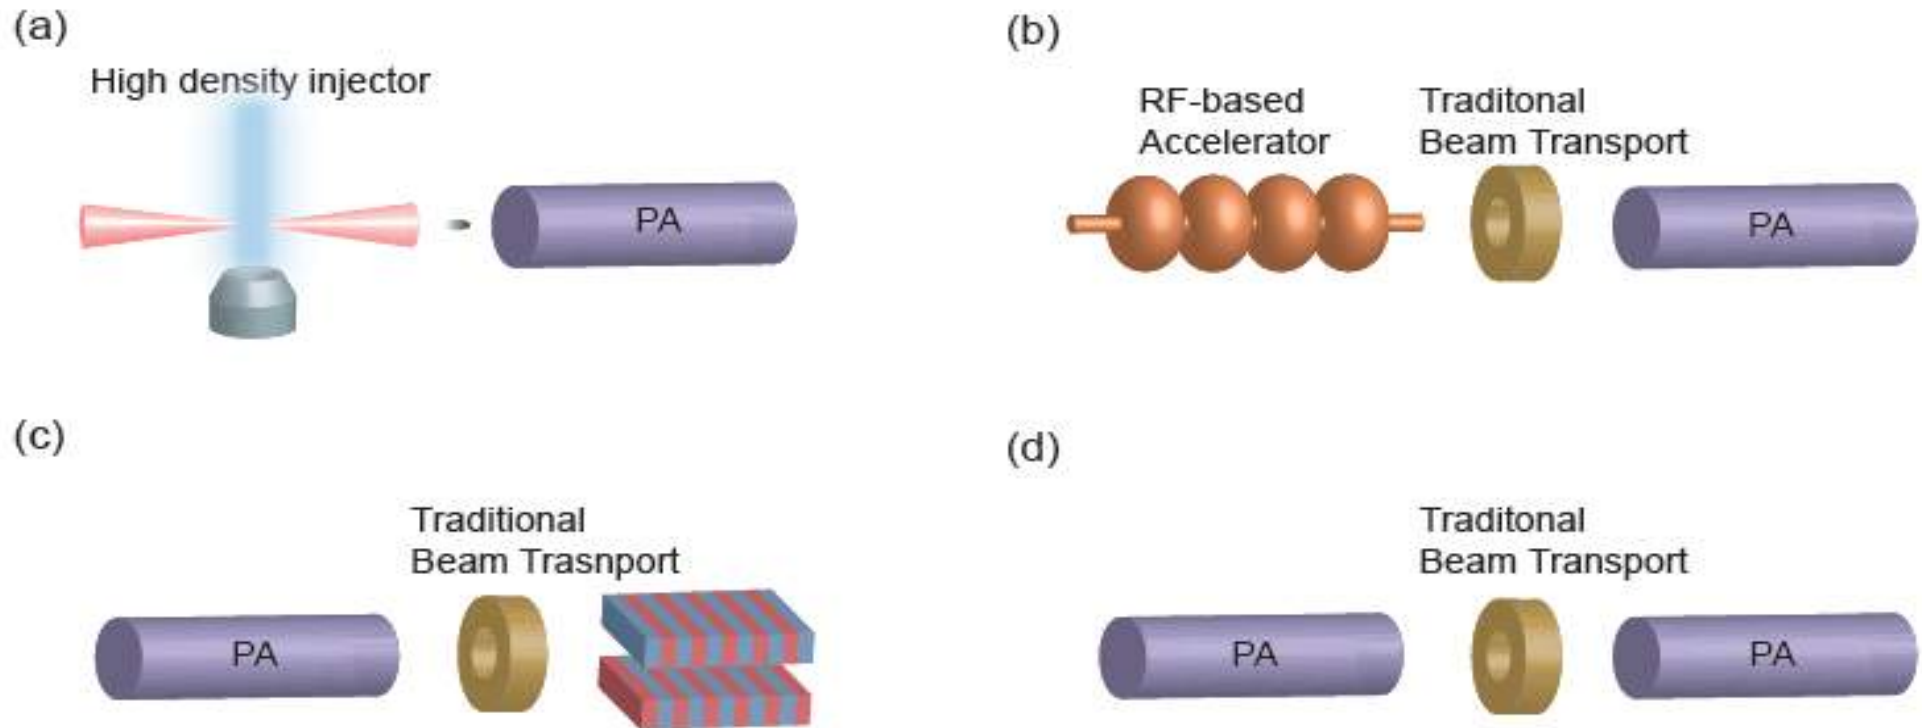 (a)
High density injector
PA
(b)
RF-based
Accelerator
Traditonal
Beam Transport
PA
(c)
Traditional
Beam Trasnport
PA
(d)
Traditonal
Beam Transport
PA
PA